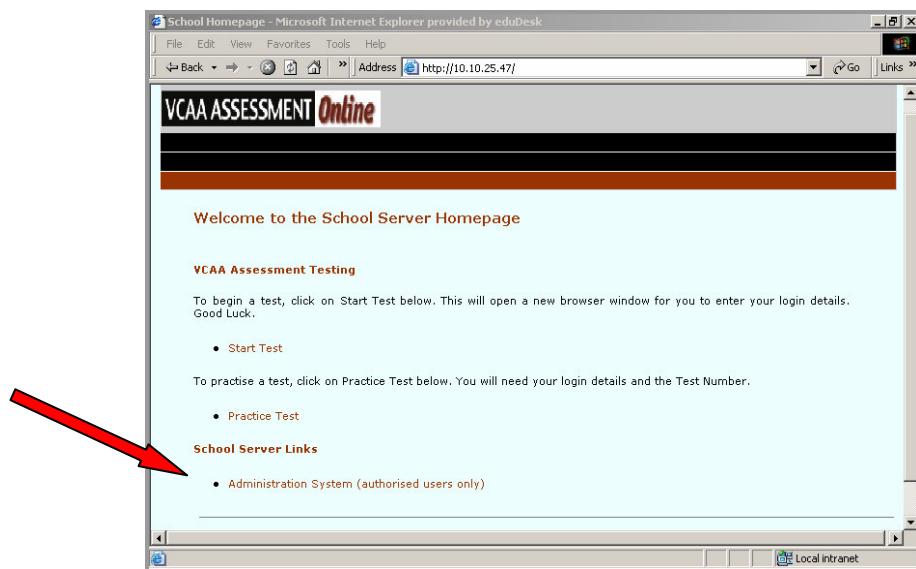 School Homepage - Microsoft Internet Explorer provided by eduDesk
File Edit View Favorites Tools Help
Back » Address http://10.10.25.47/ Go Links »
VCAA ASSESSMENT Online
Welcome to the School Server Homepage
VCAA Assessment Testing
To begin a test, click on Start Test below. This will open a new browser window for you to enter your login details.
Good Luck.
• Start Test
To practise a test, click on Practice Test below. You will need your login details and the Test Number.
• Practice Test
School Server Links
• Administration System (authorised users only)
Local intranet